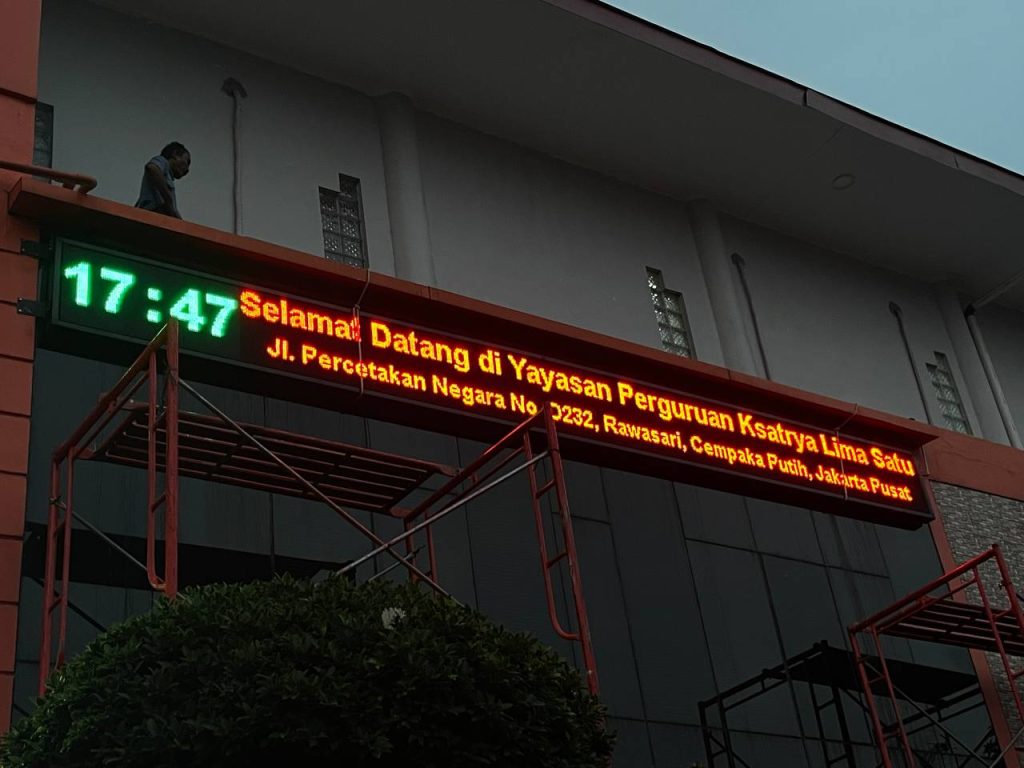 17:47
Selamat Datang di Yayasan Perguruan Ksatrya Lima Satu
Jl. Percetakan Negara No. D232, Rawasari, Cempaka Putih, Jakarta Pusat